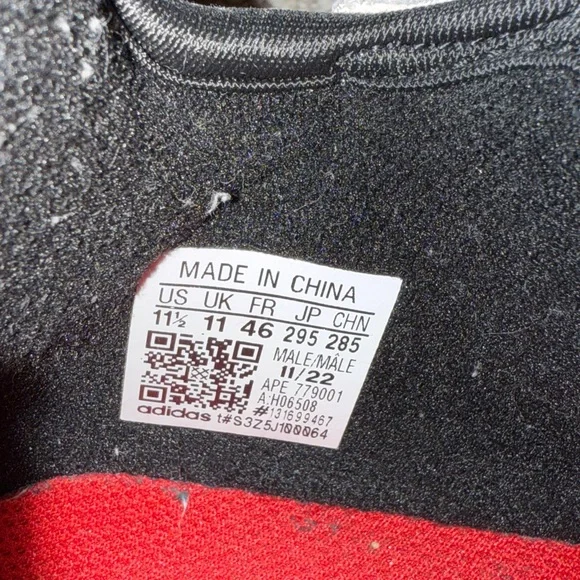 MADE IN CHINA
US UK FR JP CHN
11½ 11 46 295 285
MALE/MÂLE
11/22
APE 779001
A:H06508
#131699467
adidas t#S3Z5J100064